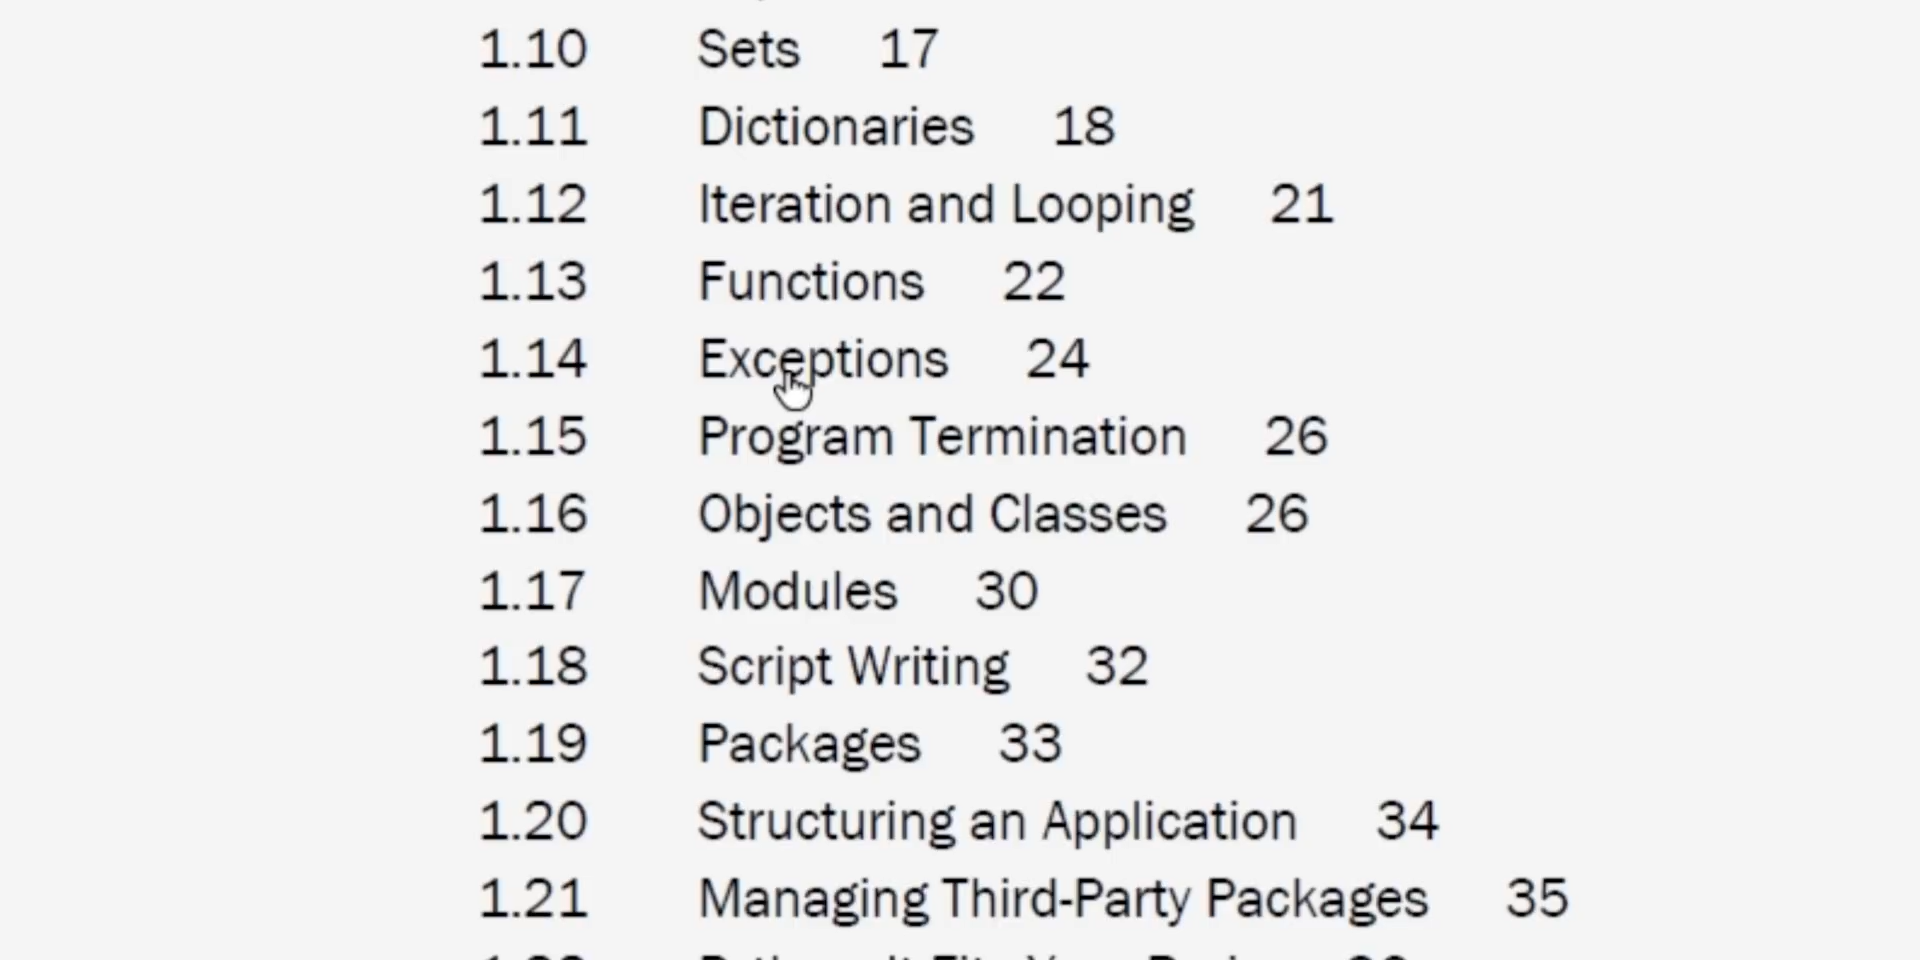 1.10 Sets 17
1.11 Dictionaries 18
1.12 Iteration and Looping 21
1.13 Functions 22
1.14 Exceptions 24
1.15 Program Termination 26
1.16 Objects and Classes 26
1.17 Modules 30
1.18 Script Writing 32
1.19 Packages 33
1.20 Structuring an Application 34
1.21 Managing Third-Party Packages 35